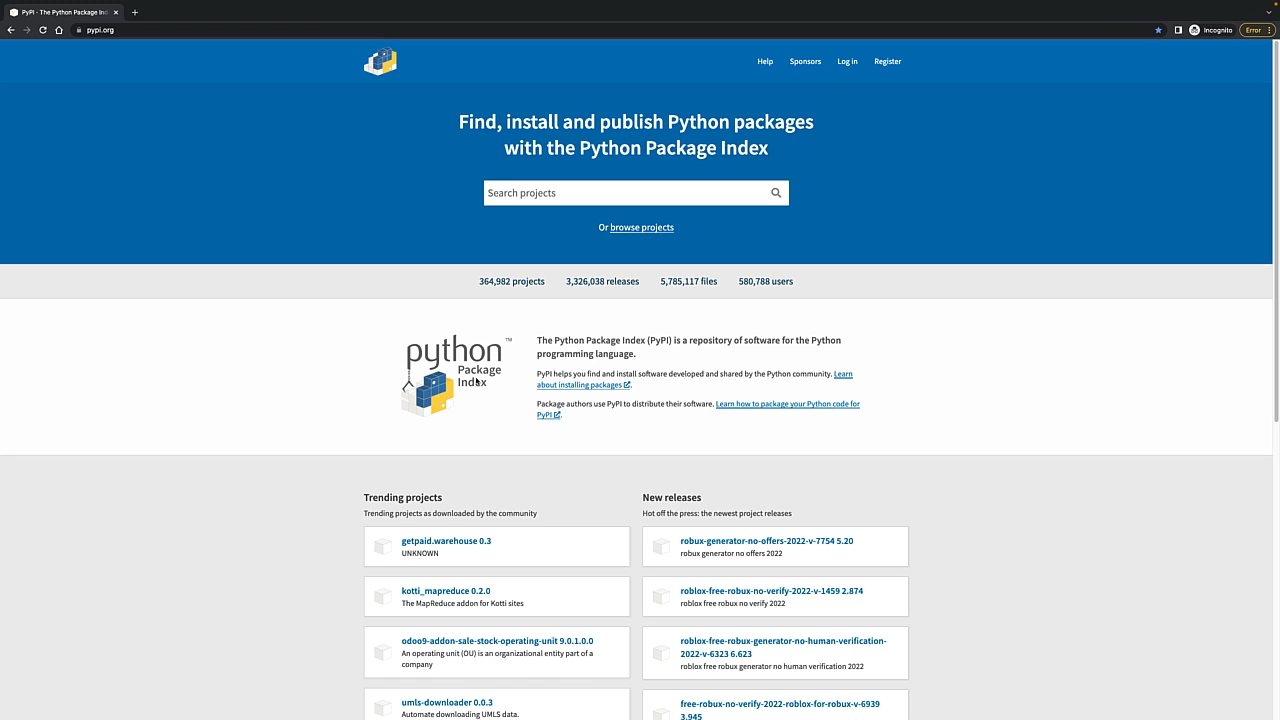 PyPI - The Python Package Index
pypi.org
Incognito
Error
Help
Sponsors
Log in
Register
Find, install and publish Python packages
with the Python Package Index
Search projects
Or browse projects
364,982 projects
3,326,038 releases
5,785,117 files
580,788 users
python™
Package
Index
The Python Package Index (PyPI) is a repository of software for the Python
programming language.
PyPI helps you find and install software developed and shared by the Python community. Learn
about installing packages.
Package authors use PyPI to distribute their software. Learn how to package your Python code for
PyPI.
Trending projects
Trending projects as downloaded by the community
getpaid.warehouse 0.3
UNKNOWN
kotti_mapreduce 0.2.0
The MapReduce addon for Kotti sites
odoo9-addon-sale-stock-operating-unit 9.0.1.0.0
An operating unit (OU) is an organizational entity part of a
company
umls-downloader 0.0.3
Automate downloading UMLS data.
New releases
Hot off the press: the newest project releases
robux-generator-no-offers-2022-v-7754 5.20
robux generator no offers 2022
roblox-free-robux-no-verify-2022-v-1459 2.874
roblox free robux no verify 2022
roblox-free-robux-generator-no-human-verification-
2022-v-6323 6.623
roblox free robux generator no human verification 2022
free-robux-no-verify-2022-roblox-for-robux-v-6939
3.945